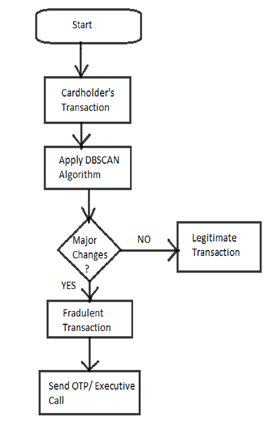 Start
Cardholder's
Transaction
Apply DBSCAN
Algorithm
Major
Changes
?
NO
Legitimate
Transaction
YES
Fradulent
Transaction
Send OTP/ Executive
Call